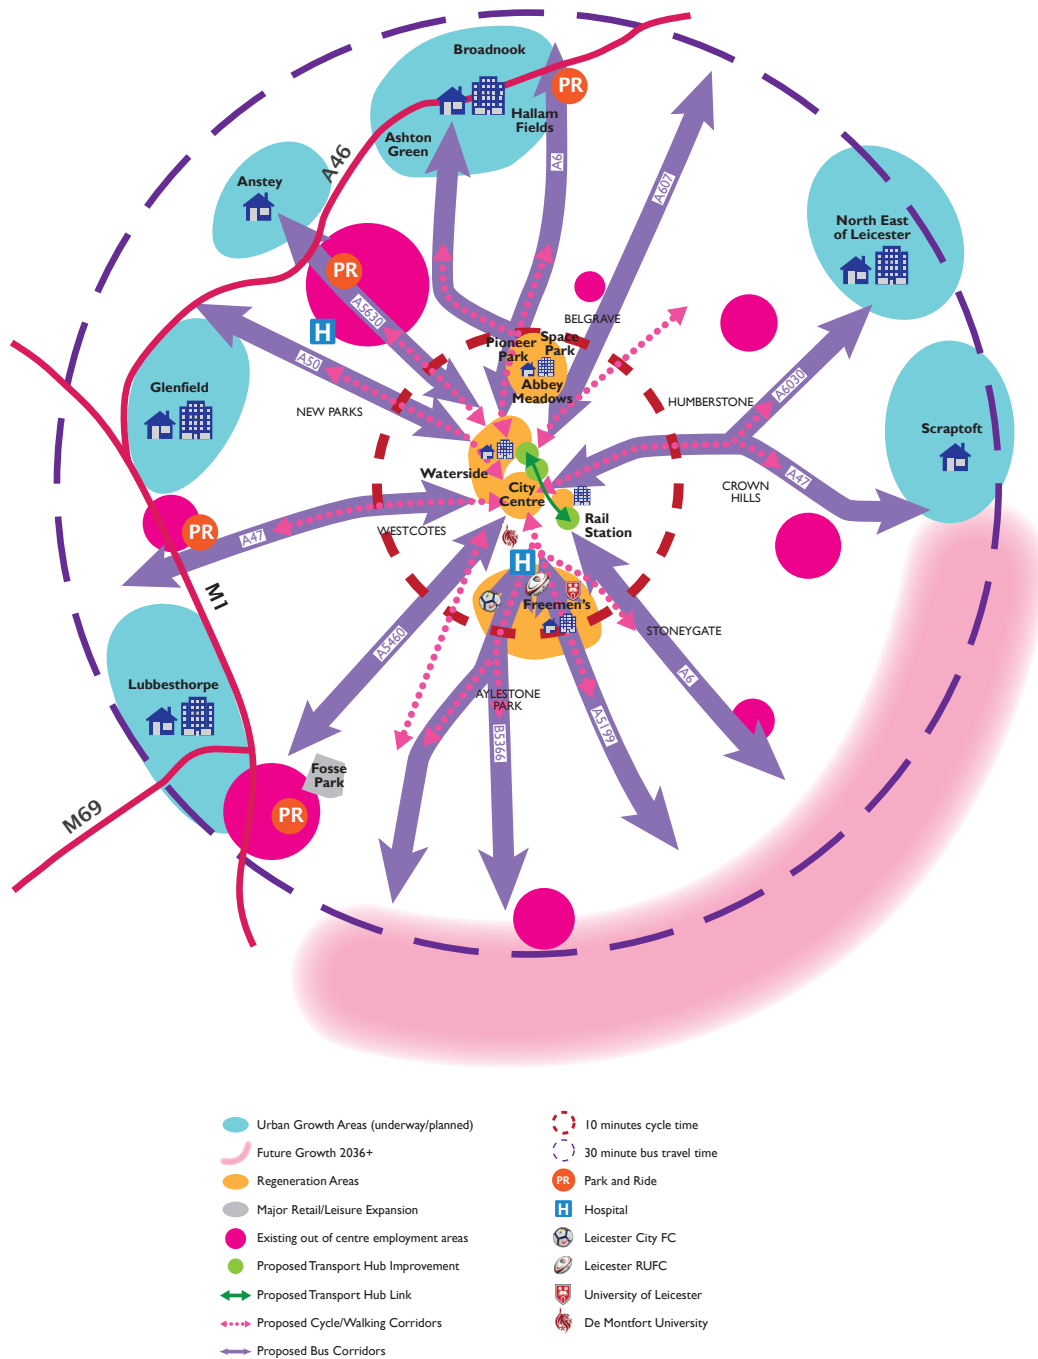 Broadnook
PR
Hallam
Fields
Ashton
Green
A6
A46
A607
Anstey
North East
of Leicester
PR
A5630
H
BELGRAVE
Pioneer
Park
Space
Park
Abbey
Meadows
A50
Glenfield
NEW PARKS
HUMBERSTONE
A6030
Scraptoft
Waterside
City
Centre
CROWN
HILLS
A47
Rail
Station
PR
A47
WESTCOTES
H
M1
Freemen's
STONEYGATE
A5460
A6
Lubbesthorpe
AYLESTONE
PARK
B5366
A5199
Fosse
Park
PR
M69
Urban Growth Areas (underway/planned)
Future Growth 2036+
Regeneration Areas
Major Retail/Leisure Expansion
Existing out of centre employment areas
Proposed Transport Hub Improvement
Proposed Transport Hub Link
Proposed Cycle/Walking Corridors
Proposed Bus Corridors
10 minutes cycle time
30 minute bus travel time
PR
Park and Ride
H
Hospital
Leicester City FC
Leicester RUFC
University of Leicester
De Montfort University